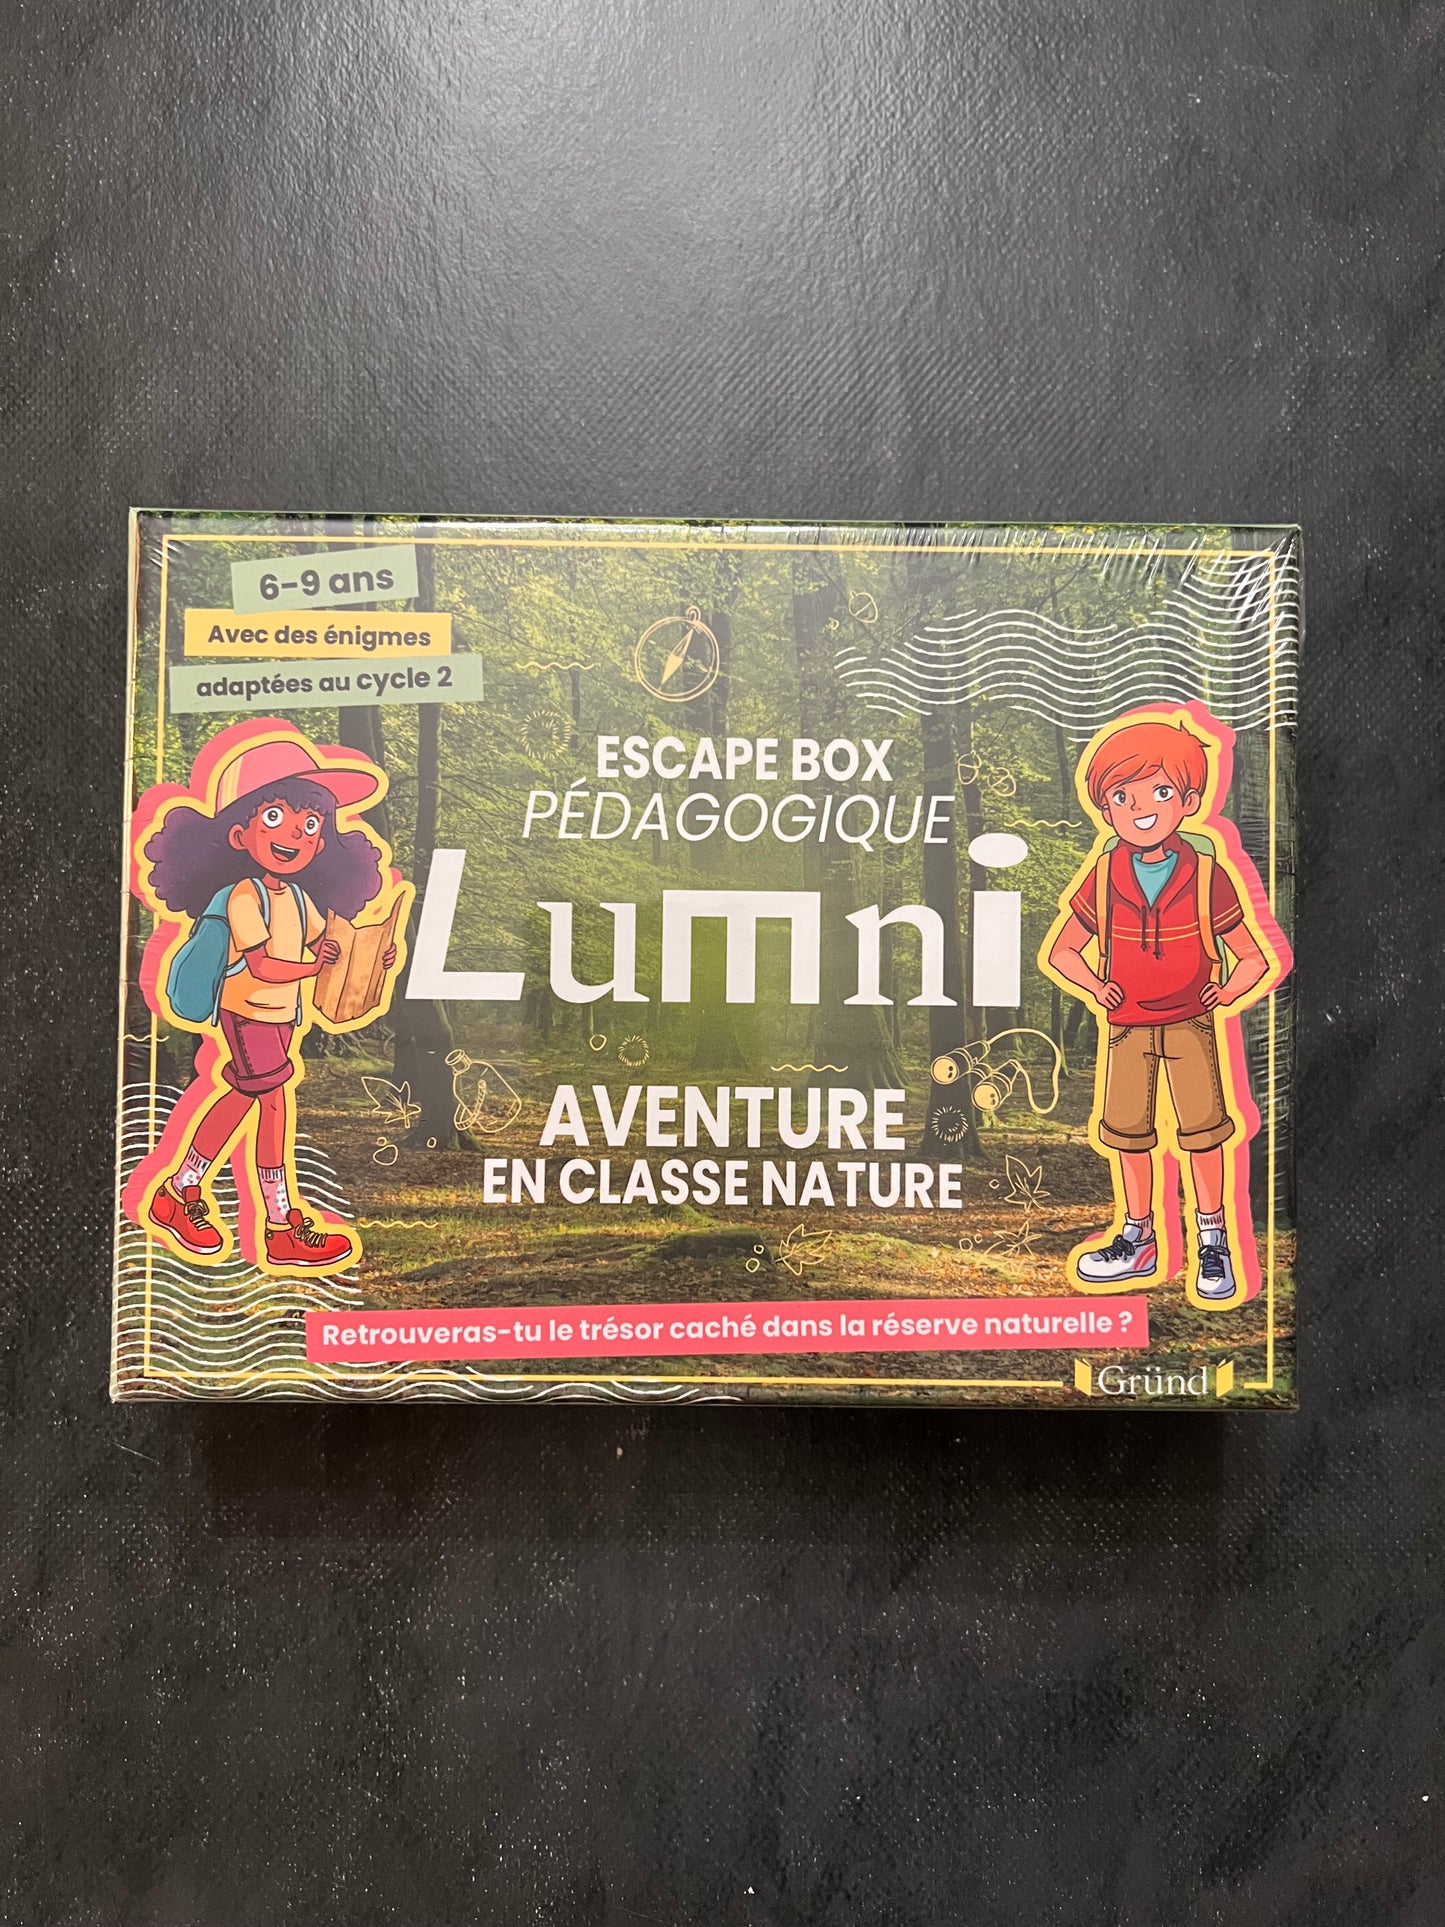 6-9 ans
Avec des énigmes
adaptées au cycle 2
ESCAPE BOX
PÉDAGOGIQUE
Lumni
AVENTURE
EN CLASSE NATURE
Retrouveras-tu le trésor caché dans la réserve naturelle ?
Gründ